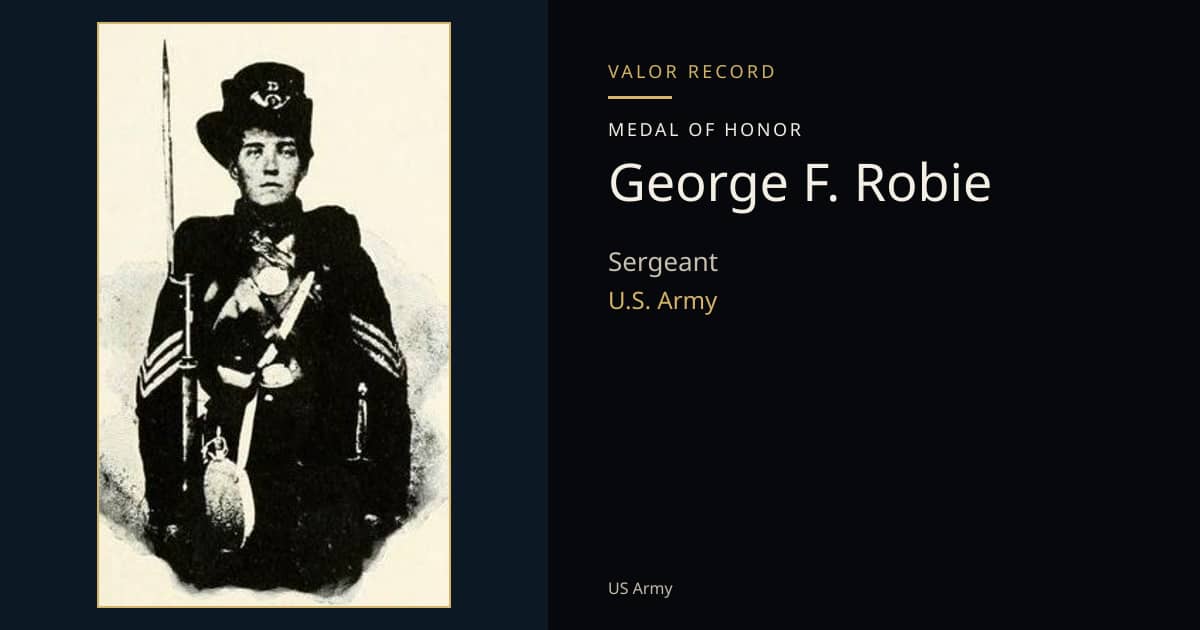 VALOR RECORD
MEDAL OF HONOR
George F. Robie
Sergeant
U.S. Army
US Army
D